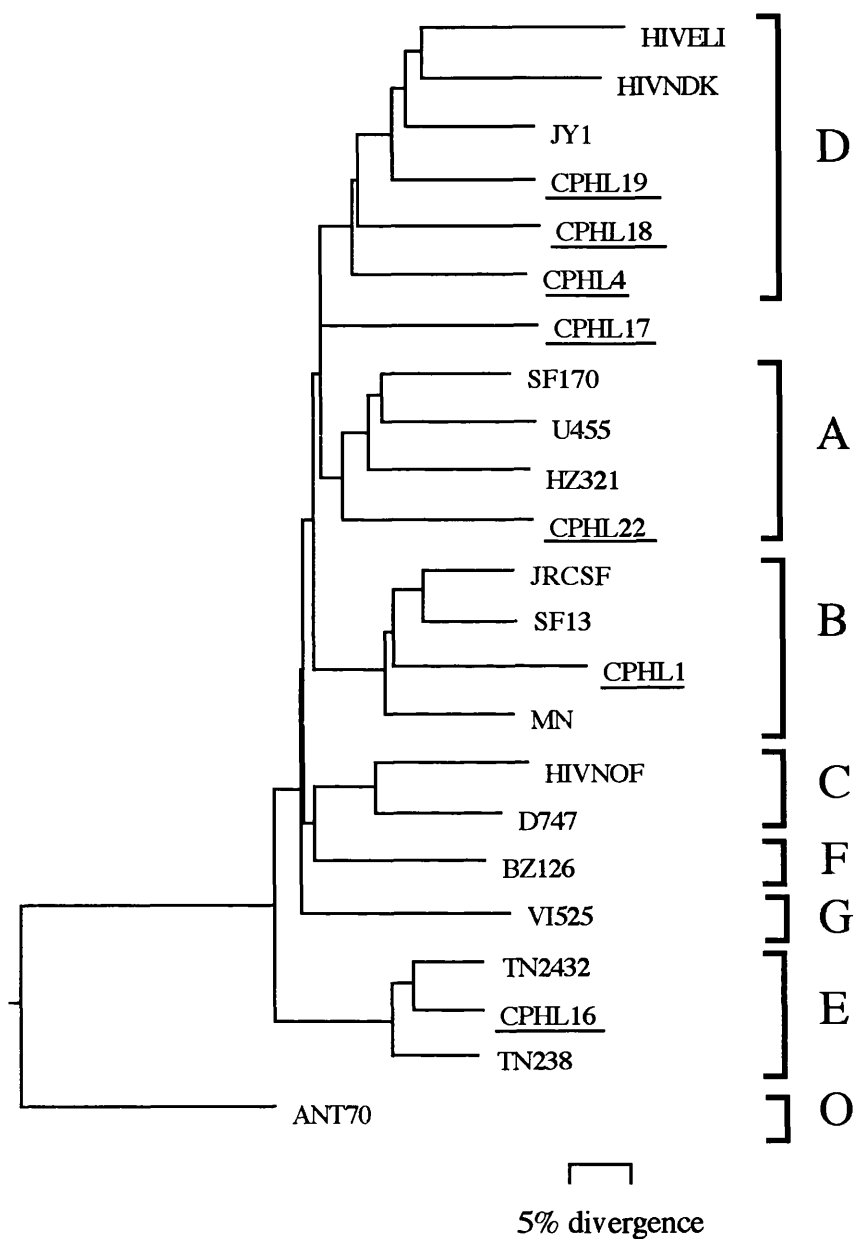 HIVELI
HIVNDK
JY1
CPHL19
CPHL18
CPHL4
D
CPHL17
SF170
U455
HZ321
CPHL22
A
JRCSF
SF13
CPHL1
MN
B
HIVNOF
D747
C
BZ126
F
VI525
G
TN2432
CPHL16
TN238
E
ANT70
O
5% divergence